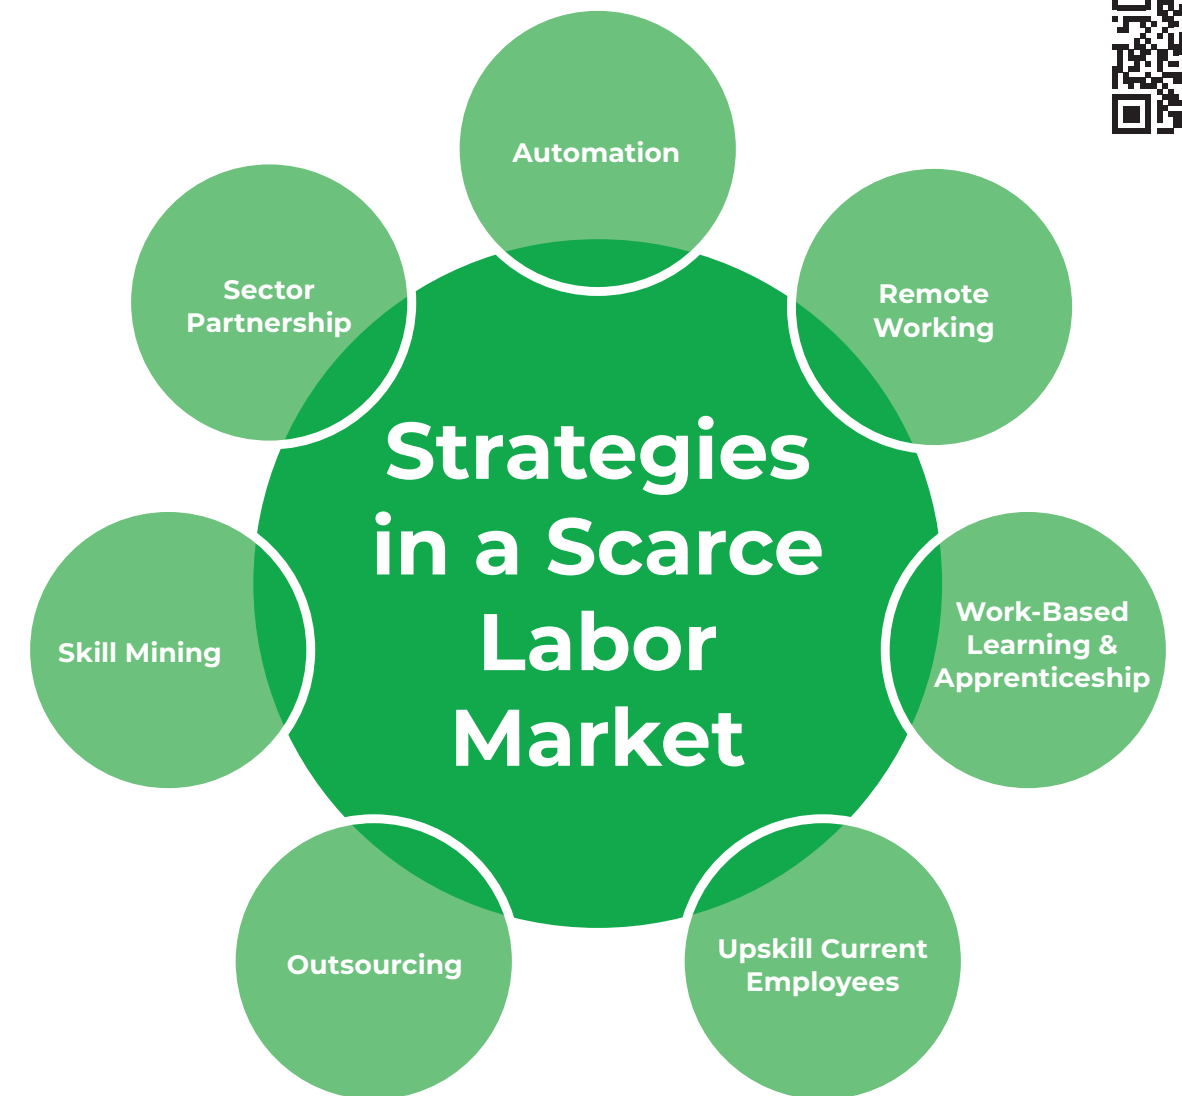 Automation
Sector
Partnership
Remote
Working
Strategies
in a Scarce
Labor
Market
Skill Mining
Work-Based
Learning &
Apprenticeship
Outsourcing
Upskill Current
Employees